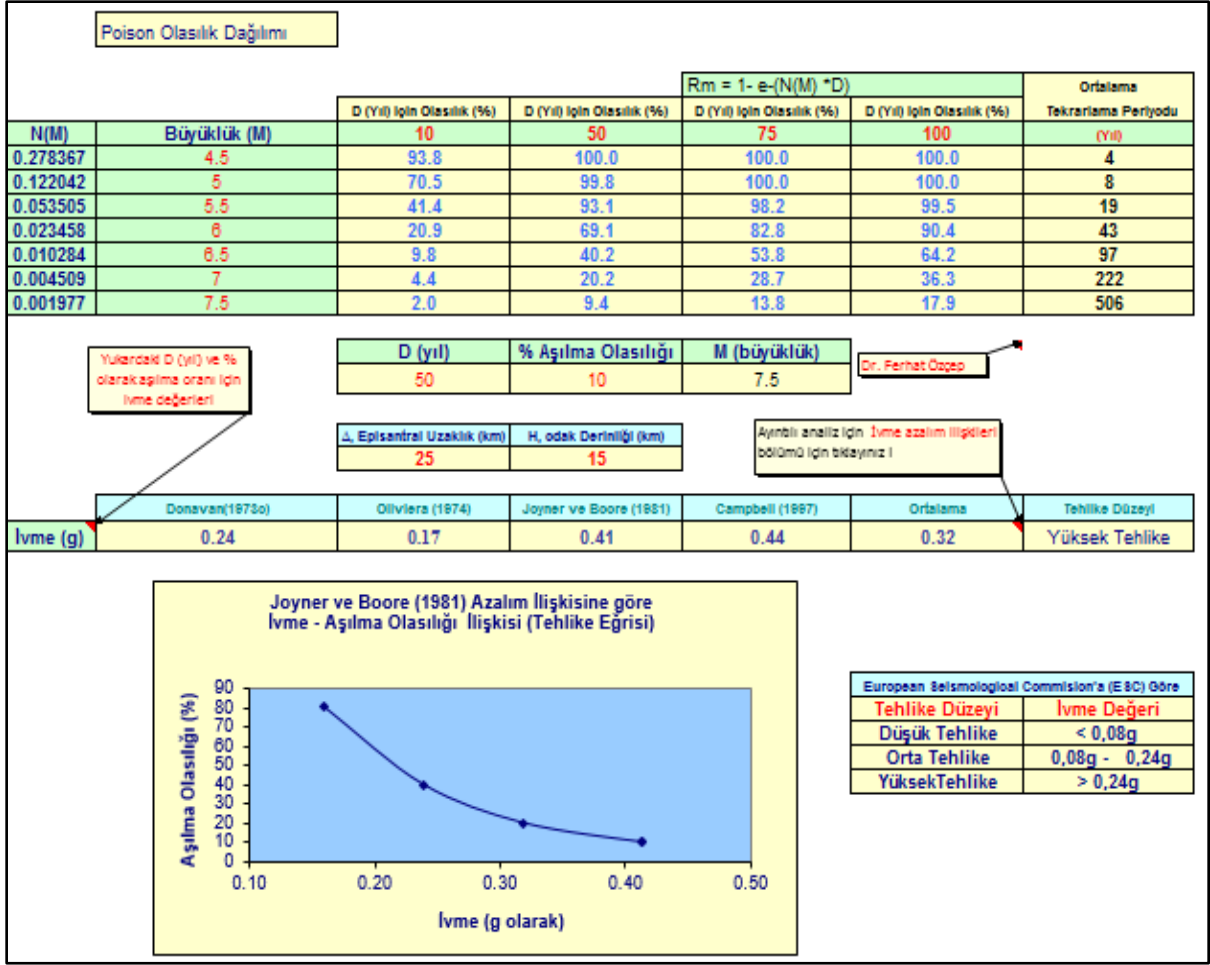 Poison Olasılık Dağılımı
Rm = 1- e-(N(M) *D)
Ortalama
D (Yıl) için Olasılık (%) D (Yıl) için Olasılık (%) D (Yıl) için Olasılık (%) D (Yıl) için Olasılık (%) Tekrarlama Periyodu
N(M) Büyüklük (M) 10 50 75 100 (Yıl)
0.278367 4.5 93.8 100.0 100.0 100.0 4
0.122042 5 70.5 99.8 100.0 100.0 8
0.053505 5.5 41.4 93.1 98.2 99.5 19
0.023458 6 20.9 69.1 82.8 90.4 43
0.010284 6.5 9.8 40.2 53.8 64.2 97
0.004509 7 4.4 20.2 28.7 36.3 222
0.001977 7.5 2.0 9.4 13.8 17.9 506
Yukardaki D (yıl) ve %
olarak aşılma oranı için
ivme değerleri
D (yıl) % Aşılma Olasılığı M (büyüklük)
50 10 7.5
Dr. Ferhat Özçep
Δ, Episantral Uzaklık (km) H, odak Derinliği (km)
25 15
Ayıntılı analiz için İvme azalım ilişkileri
bölümü için tıklayınız !
Donavan(1973o) Oliviera (1974) Joyner ve Boore (1981) Campbell (1997) Ortalama Tehlike Düzeyi
İvme (g) 0.24 0.17 0.41 0.44 0.32 Yüksek Tehlike
Joyner ve Boore (1981) Azalım İlişkisine göre
İvme - Aşılma Olasılığı İlişkisi (Tehlike Eğrisi)
Aşılma Olasılığı (%)
90
80
70
60
50
40
30
20
10
0
0.10 0.20 0.30 0.40 0.50
İvme (g olarak)
European Seismological Commision's (ESC) Göre
Tehlike Düzeyi İvme Değeri
Düşük Tehlike < 0,08g
Orta Tehlike 0,08g - 0,24g
YüksekTehlike > 0,24g